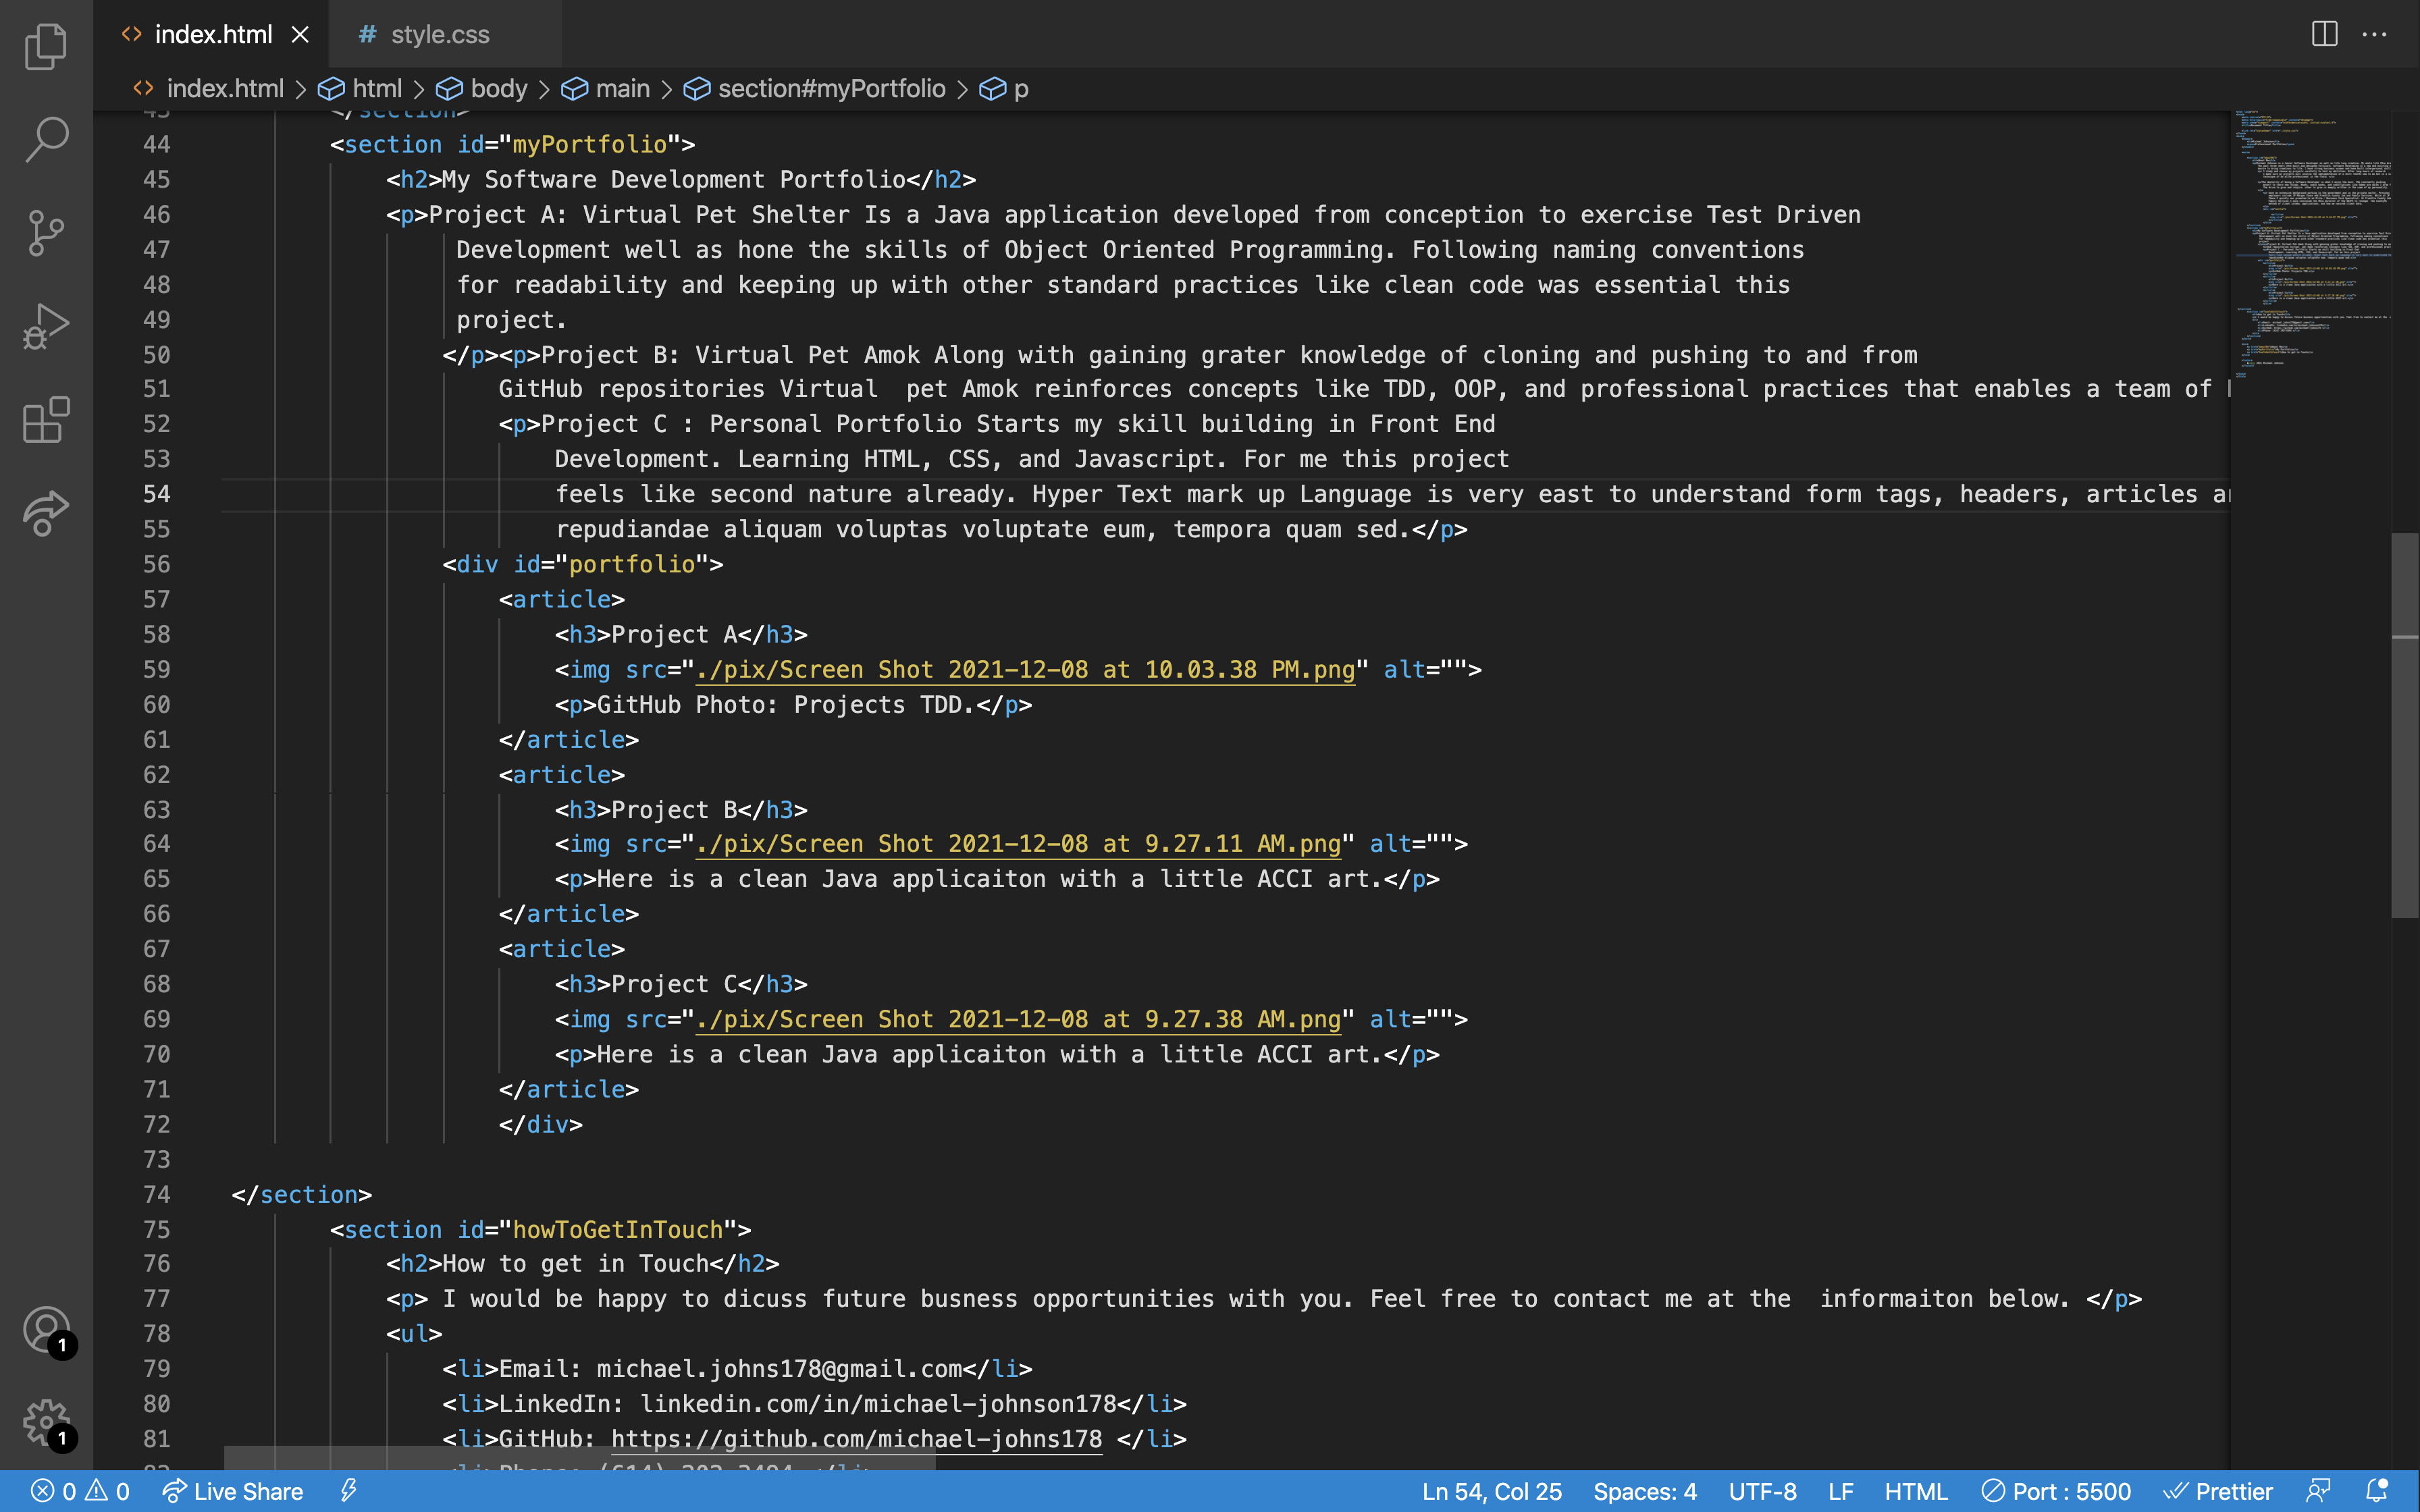 index.html
style.css
index.html > html > body > main > section#myPortfolio > p
44 <section id="myPortfolio">
45 <h2>My Software Development Portfolio</h2>
46 <p>Project A: Virtual Pet Shelter Is a Java application developed from conception to exercise Test Driven
47 Development well as hone the skills of Object Oriented Programming. Following naming conventions
48 for readability and keeping up with other standard practices like clean code was essential this
49 project.
50 </p><p>Project B: Virtual Pet Amok Along with gaining grater knowledge of cloning and pushing to and from
51 GitHub repositories Virtual  pet Amok reinforces concepts like TDD, OOP, and professional practices that enables a team of
52 <p>Project C : Personal Portfolio Starts my skill building in Front End
53 Development. Learning HTML, CSS, and Javascript. For me this project
54 feels like second nature already. Hyper Text mark up Language is very east to understand form tags, headers, articles
55 repudiandae aliquam voluptas voluptate eum, tempora quam sed.</p>
56 <div id="portfolio">
57 <article>
58 <h3>Project A</h3>
59 <img src="./pix/Screen Shot 2021-12-08 at 10.03.38 PM.png" alt="">
60 <p>GitHub Photo: Projects TDD.</p>
61 </article>
62 <article>
63 <h3>Project B</h3>
64 <img src="./pix/Screen Shot 2021-12-08 at 9.27.11 AM.png" alt="">
65 <p>Here is a clean Java applicaiton with a little ACCI art.</p>
66 </article>
67 <article>
68 <h3>Project C</h3>
69 <img src="./pix/Screen Shot 2021-12-08 at 9.27.38 AM.png" alt="">
70 <p>Here is a clean Java applicaiton with a little ACCI art.</p>
71 </article>
72 </div>
73
74 </section>
75 <section id="howToGetInTouch">
76 <h2>How to get in Touch</h2>
77 <p> I would be happy to dicuss future busness opportunities with you. Feel free to contact me at the  informaiton below. </p>
78 <ul>
79 <li>Email: michael.johns178@gmail.com</li>
80 <li>LinkedIn: linkedin.com/in/michael-johnson178</li>
81 <li>GitHub: https://github.com/michael-johns178 </li>
1
1
0 0 Live Share Ln 54, Col 25 Spaces: 4 UTF-8 LF HTML Port : 5500 Prettier